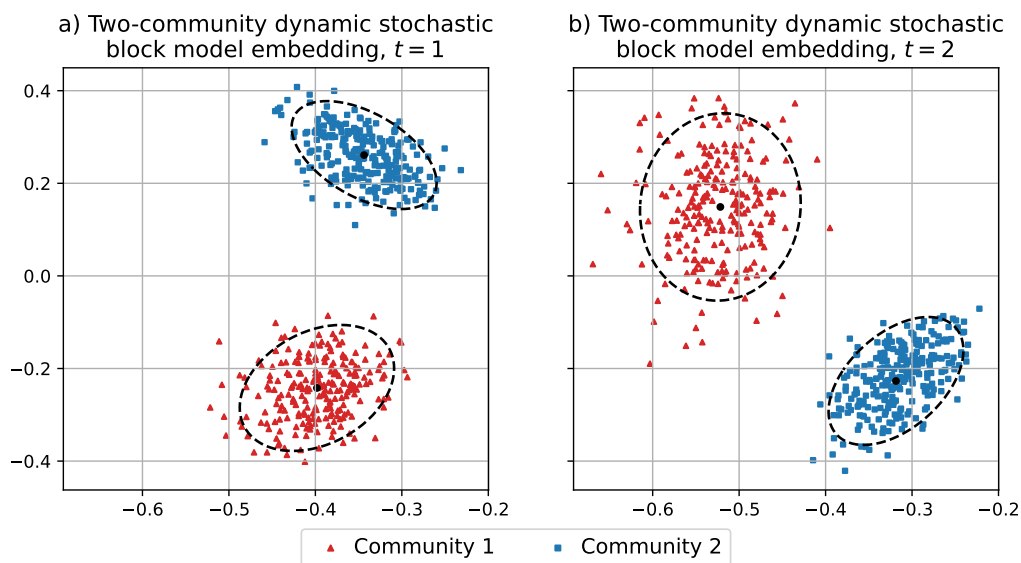 a) Two-community dynamic stochastic
block model embedding, t = 1
b) Two-community dynamic stochastic
block model embedding, t = 2
0.4
0.2
0.0
−0.2
−0.4
−0.6 −0.5 −0.4 −0.3 −0.2
−0.6 −0.5 −0.4 −0.3 −0.2
Community 1 Community 2